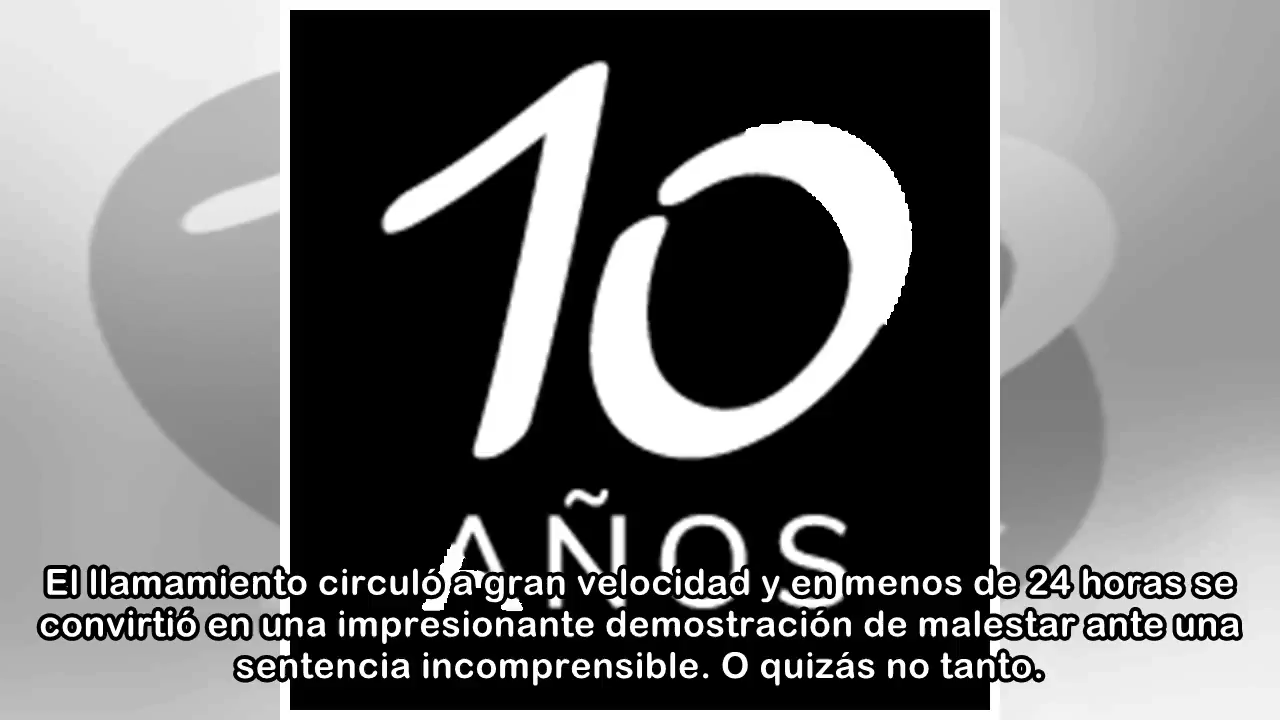 10
AÑOS
El llamamiento circuló a gran velocidad y en menos de 24 horas se
convirtió en una impresionante demostración de malestar ante una
sentencia incomprensible. O quizás no tanto.